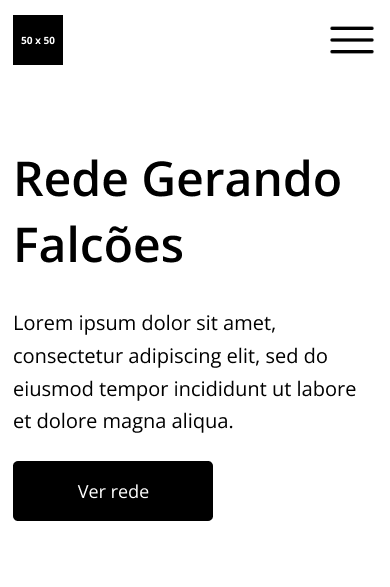 50 x 50
Rede Gerando
Falcões
Lorem ipsum dolor sit amet,
consectetur adipiscing elit, sed do
eiusmod tempor incididunt ut labore
et dolore magna aliqua.
Ver rede